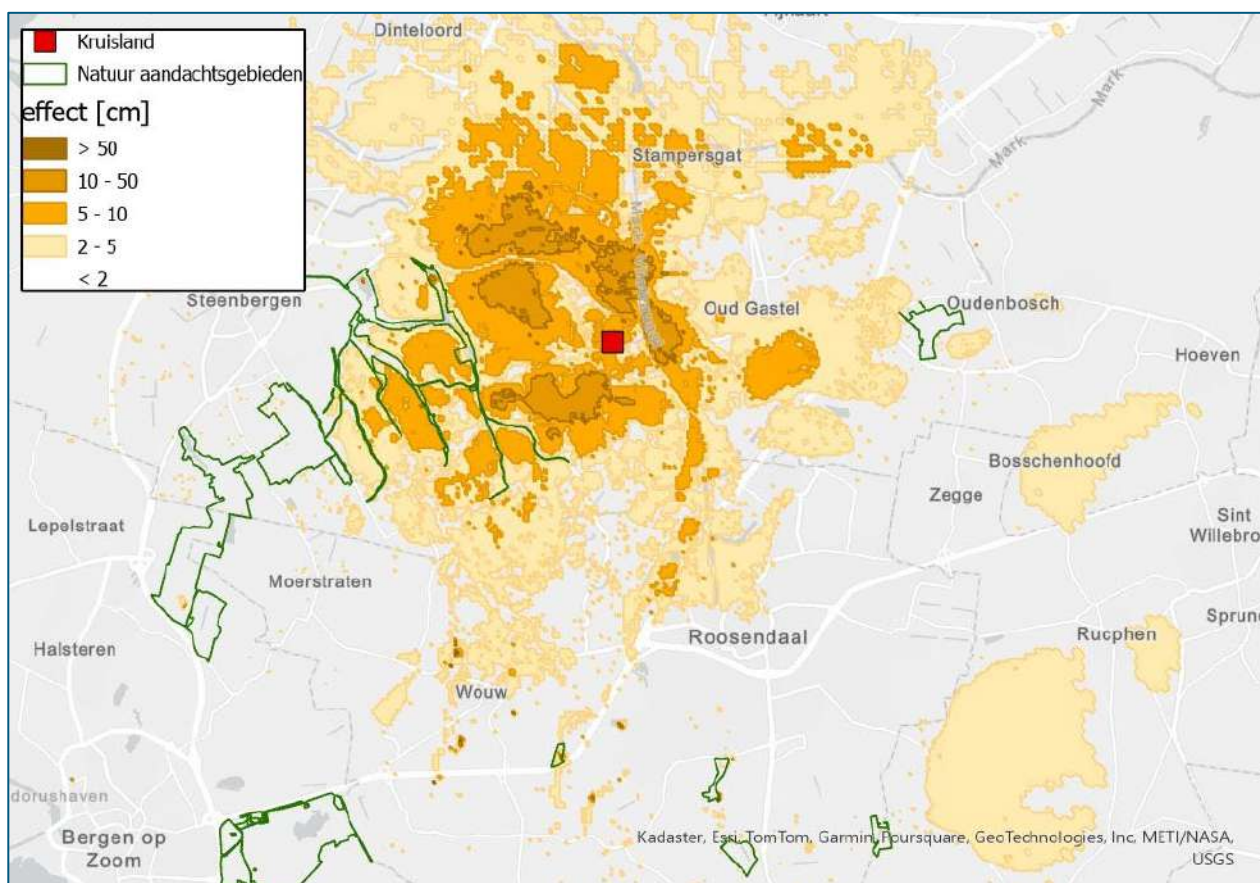 Dinteloord
Kruisland
Natuur aandachtsgebieden
effect [cm]
> 50
10 - 50
5 - 10
2 - 5
< 2
Mark
Mark
Stampersgat
Steenbergen
Oud Gastel
Oudenbosch
Hoeven
Bosschenhoofd
Zegge
Sint
Lepelstraat
Moerstraten
Halsteren
Roosendaal
Rucphen
Wouw
dorushaven
Bergen op
Zoom
Kadaster, Esri, TomTom, Garmin, Foursquare, GeoTechnologies, Inc, METI/NASA,
USGS